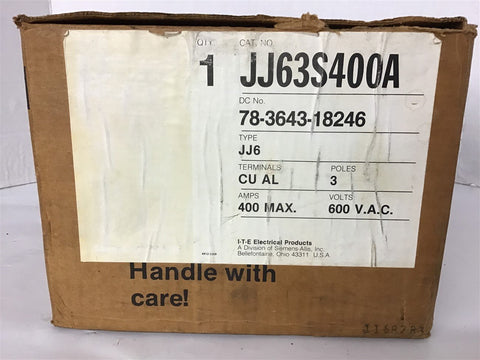 QTY. CAT. NO.
1 JJ63S400A
DC No.
78-3643-18246
TYPE
JJ6
TERMINALS POLES
CU AL 3
AMPS VOLTS
400 MAX. 600 V.A.C.
I-T-E Electrical Products
A Division of Siemens-Allis, Inc.
Bellefontaine, Ohio 43311 U.S.A
Handle with
care!